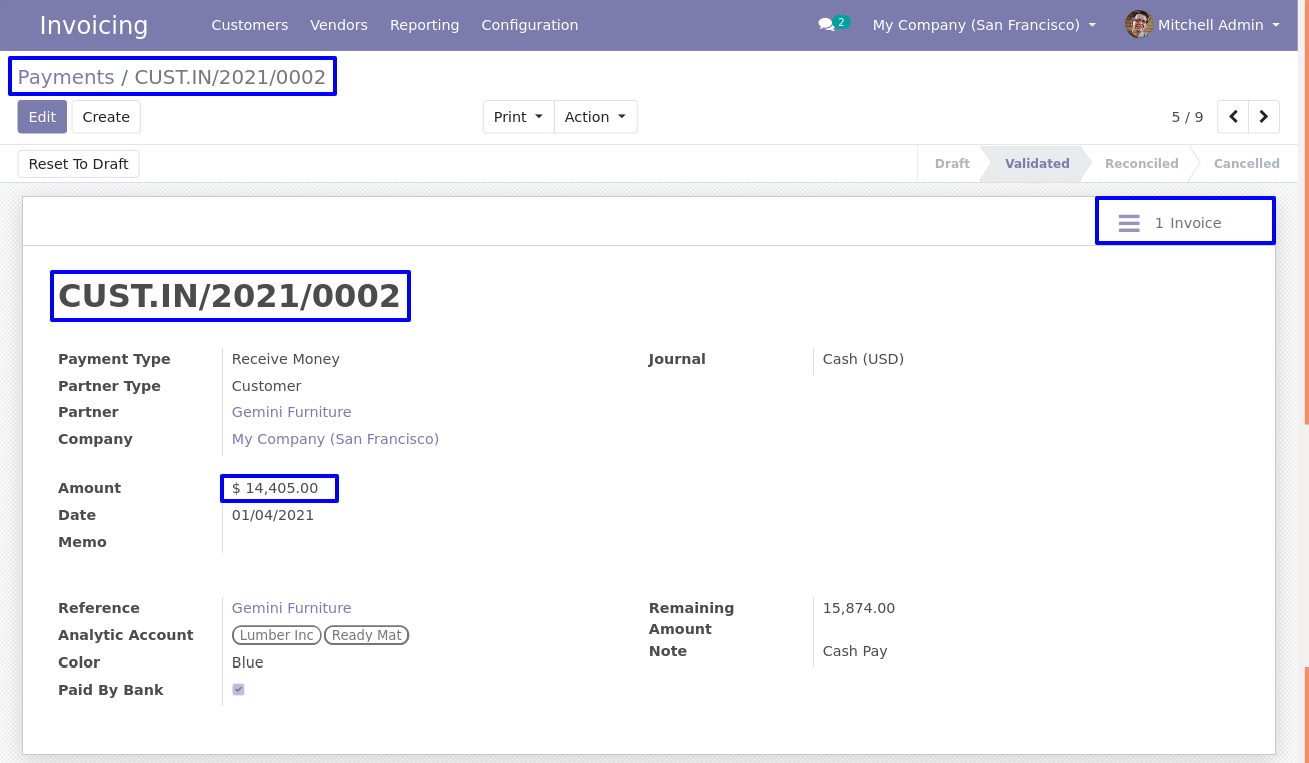 Invoicing Customers Vendors Reporting Configuration 2 My Company (San Francisco) Mitchell Admin
Payments / CUST.IN/2021/0002
Edit Create Print Action 5 / 9
Reset To Draft Draft Validated Reconciled Cancelled
1 Invoice
CUST.IN/2021/0002
Payment Type Receive Money Journal Cash (USD)
Partner Type Customer
Partner Gemini Furniture
Company My Company (San Francisco)
Amount $ 14,405.00
Date 01/04/2021
Memo
Reference Gemini Furniture Remaining 15,874.00
Amount
Analytic Account Lumber Inc Ready Mat
Note Cash Pay
Color Blue
Paid By Bank